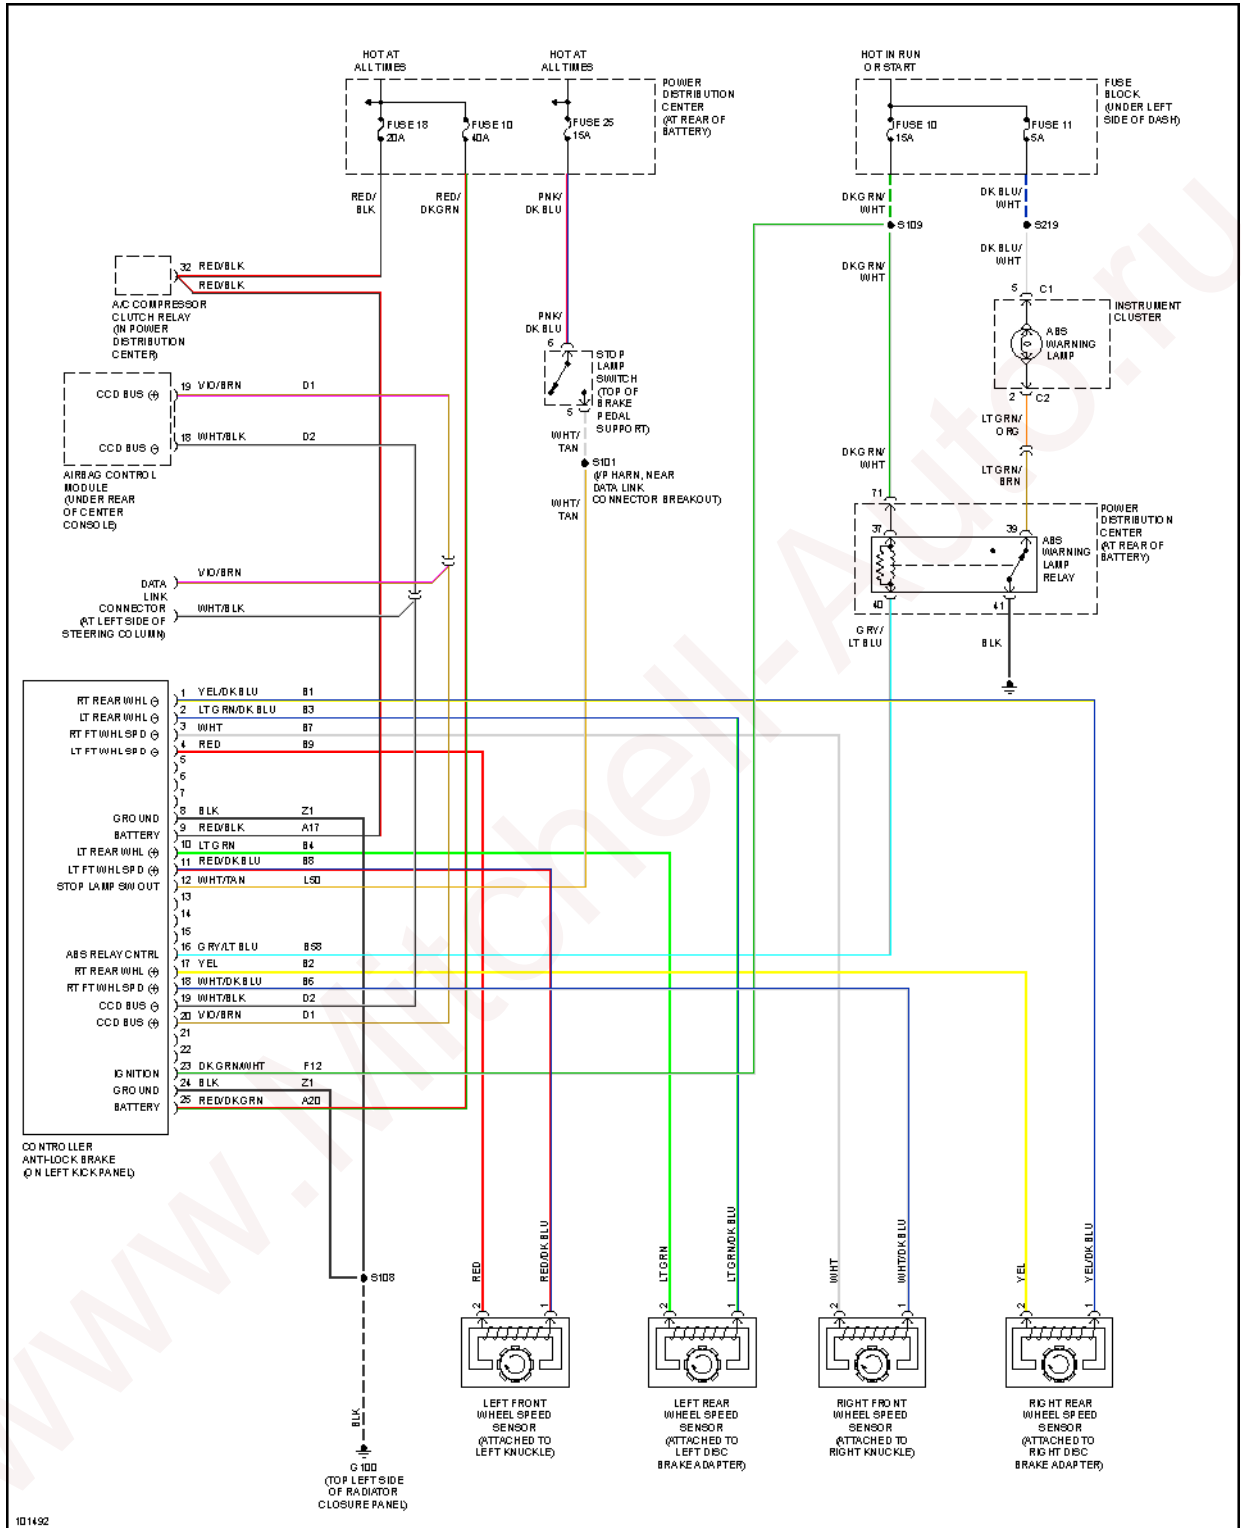 HOT AT
ALL TIMES
HOT AT
ALL TIMES
HOT IN RUN
OR START
POWER
DISTRIBUTION
CENTER
(AT REAR OF
BATTERY)
FUSE
BLOCK
(UNDER LEFT
SIDE OF DASH)
FUSE 18
20A
FUSE 10
40A
FUSE 25
15A
FUSE 10
15A
FUSE 11
5A
RED/
BLK
RED/
DKGRN
PNK/
DK BLU
DKGRN/
WHT
DK BLU/
WHT
S109
S219
DKGRN/
WHT
DK BLU/
WHT
32 RED/BLK
RED/BLK
A/C COMPRESSOR
CLUTCH RELAY
(IN POWER
DISTRIBUTION
CENTER)
5 C1
INSTRUMENT
CLUSTER
ABS
WARNING
LAMP
2 C2
PNK/
DK BLU
6
STOP
LAMP
SWITCH
(TOP OF
BRAKE
PEDAL
SUPPORT)
5
WHT/
TAN
S101
(I/P HARN, NEAR
DATA LINK
CONNECTOR BREAKOUT)
WHT/
TAN
CCD BUS (+)
19 VIO/BRN D1
CCD BUS (-)
18 WHT/BLK D2
AIRBAG CONTROL
MODULE
(UNDER REAR
OF CENTER
CONSOLE)
LT GRN/
ORG
LT GRN/
BRN
DKGRN/
WHT
71
POWER
DISTRIBUTION
CENTER
(AT REAR OF
BATTERY)
37
39
ABS
WARNING
LAMP
RELAY
40
41
GRY/
LT BLU
BLK
VIO/BRN
WHT/BLK
DATA
LINK
CONNECTOR
(AT LEFT SIDE OF
STEERING COLUMN)
RT REAR WHL (-) 1 YEL/DK BLU B1
LT REAR WHL (-) 2 LT GRN/DK BLU B3
RT FT WHL SPD (-) 3 WHT B7
LT FT WHL SPD (-) 4 RED B9
5
6
7
GROUND 8 BLK Z1
BATTERY 9 RED/BLK A17
LT REAR WHL (+) 10 LT GRN B4
LT FT WHL SPD (+) 11 RED/DK BLU B8
STOP LAMP SW OUT 12 WHT/TAN L50
13
14
15
ABS RELAY CNTRL 16 GRY/LT BLU B58
RT REAR WHL (+) 17 YEL B2
RT FT WHL SPD (+) 18 WHT/DK BLU B6
CCD BUS (-) 19 WHT/BLK D2
CCD BUS (+) 20 VIO/BRN D1
21
22
IGNITION 23 DKGRN/WHT F12
GROUND 24 BLK Z1
BATTERY 25 RED/DKGRN A20
CONTROLLER
ANTI-LOCK BRAKE
(ON LEFT KICK PANEL)
S108
BLK
G100
(TOP LEFT SIDE
OF RADIATOR
CLOSURE PANEL)
RED
RED/DK BLU
LT GRN
LT GRN/DK BLU
WHT
WHT/DK BLU
YEL
YEL/DK BLU
2 1 2 1 2 1 2 1
LEFT FRONT
WHEEL SPEED
SENSOR
(ATTACHED TO
LEFT KNUCKLE)
LEFT REAR
WHEEL SPEED
SENSOR
(ATTACHED TO
LEFT DISC
BRAKE ADAPTER)
RIGHT FRONT
WHEEL SPEED
SENSOR
(ATTACHED TO
RIGHT KNUCKLE)
RIGHT REAR
WHEEL SPEED
SENSOR
(ATTACHED TO
RIGHT DISC
BRAKE ADAPTER)
101492
www.Mitchell-Auto.ru